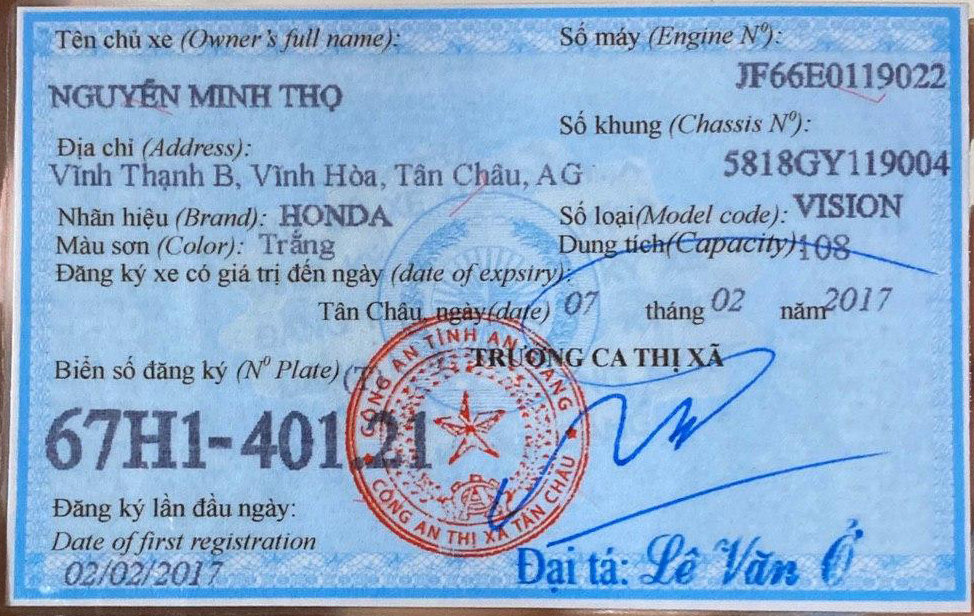 Tên chủ xe (Owner's full name):
NGUYỄN MINH THỌ
Địa chỉ (Address):
Vĩnh Thạnh B, Vĩnh Hòa, Tân Châu, AG
Nhãn hiệu (Brand): HONDA
Màu sơn (Color): Trắng
Số máy (Engine Nº):
JF66E0119022
Số khung (Chassis Nº):
5818GY119004
Số loại(Model code): VISION
Dung tích(Capacity) 108
Đăng ký xe có giá trị đến ngày (date of expsiry):
Tân Châu, ngày(date) 07 tháng 02 năm 2017
TRƯỞNG CA THỊ XÃ
Biển số đăng ký (Nº Plate)
67H1-401.21
CÔNG AN TỈNH AN GIANG
CÔNG AN THỊ XÃ TÂN CHÂU
Đăng ký lần đầu ngày:
Date of first registration
02/02/2017
Đại tá: Lê Văn Ổ